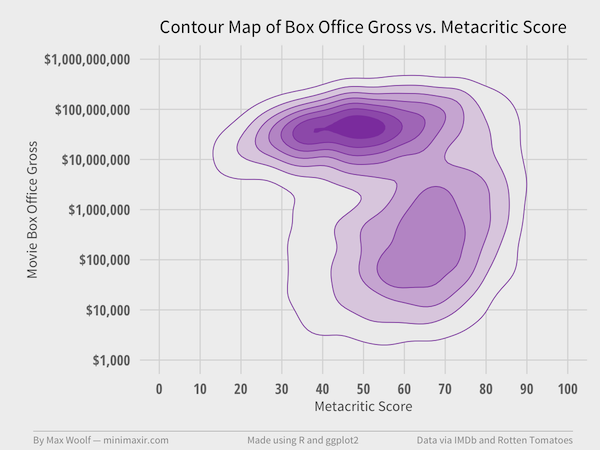 Contour Map of Box Office Gross vs. Metacritic Score
Movie Box Office Gross
$1,000,000,000
$100,000,000
$10,000,000
$1,000,000
$100,000
$10,000
$1,000
0 10 20 30 40 50 60 70 80 90 100
Metacritic Score
By Max Woolf — minimaxir.com Made using R and ggplot2 Data via IMDb and Rotten Tomatoes